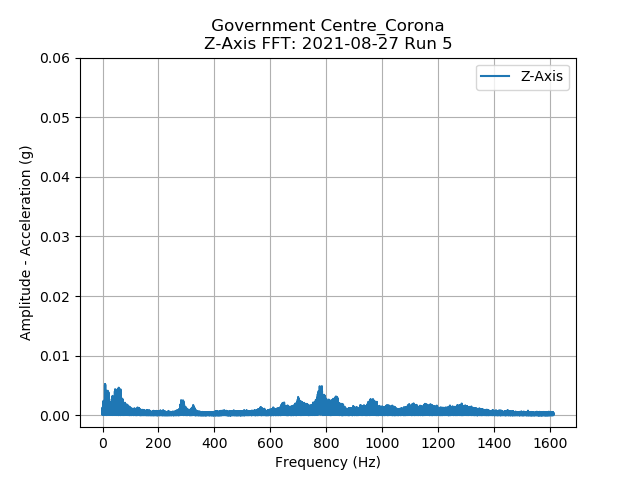 Government Centre_Corona
Z-Axis FFT: 2021-08-27 Run 5
Z-Axis
0.06
0.05
0.04
0.03
0.02
0.01
0.00
Amplitude - Acceleration (g)
0 200 400 600 800 1000 1200 1400 1600
Frequency (Hz)